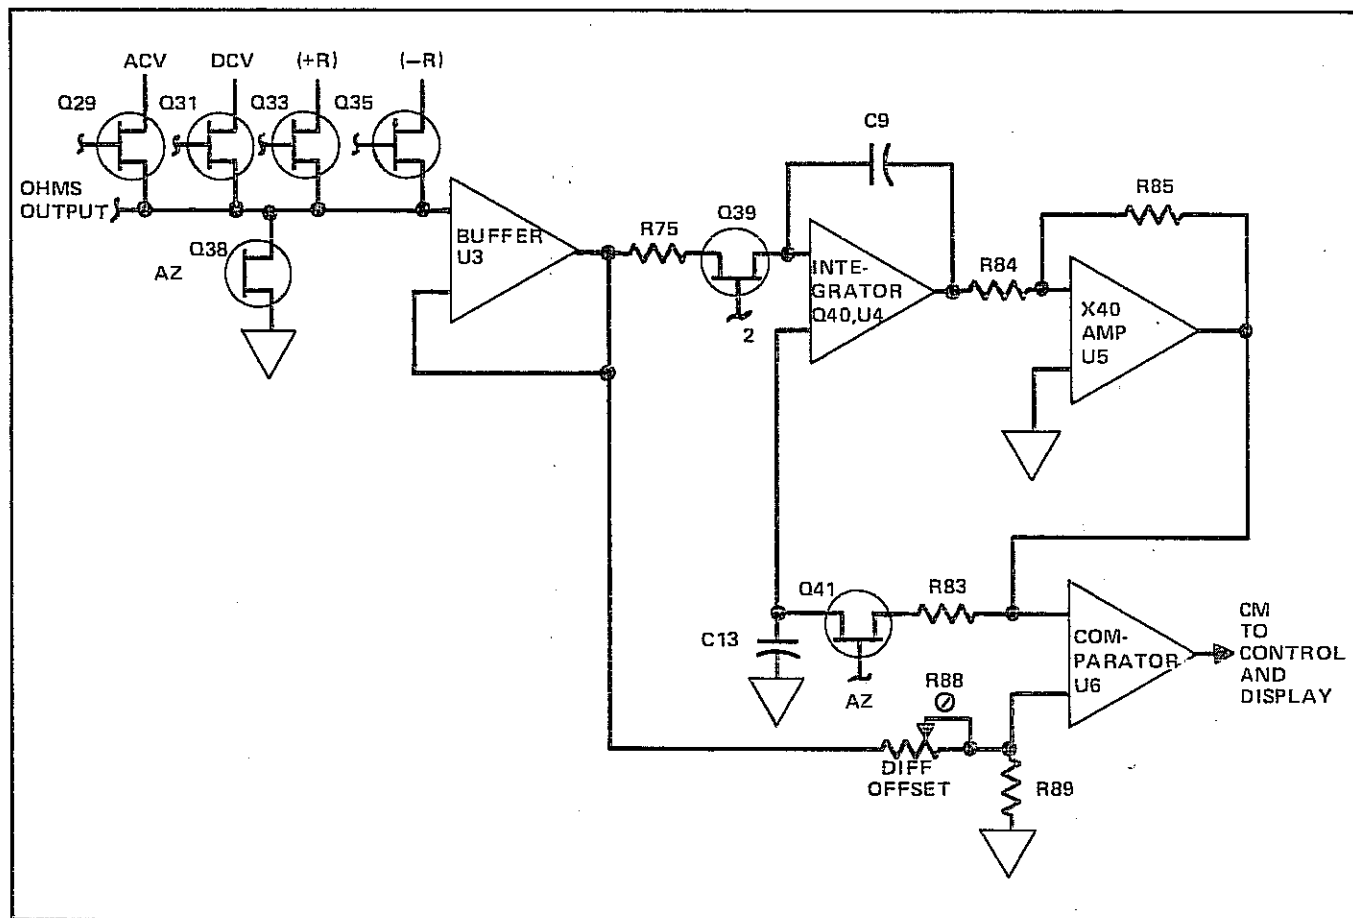 ACV DCV (+R) (−R)
Q29 Q31 Q33 Q35
OHMS
OUTPUT
Q38
AZ
BUFFER
U3
R75
Q39
2
C9
INTE-
GRATOR
Q40,U4
R84
R85
X40
AMP
U5
Q41
R83
C13
AZ
R88
DIFF
OFFSET
COM-
PARATOR
U6
R89
CM
TO
CONTROL
AND
DISPLAY